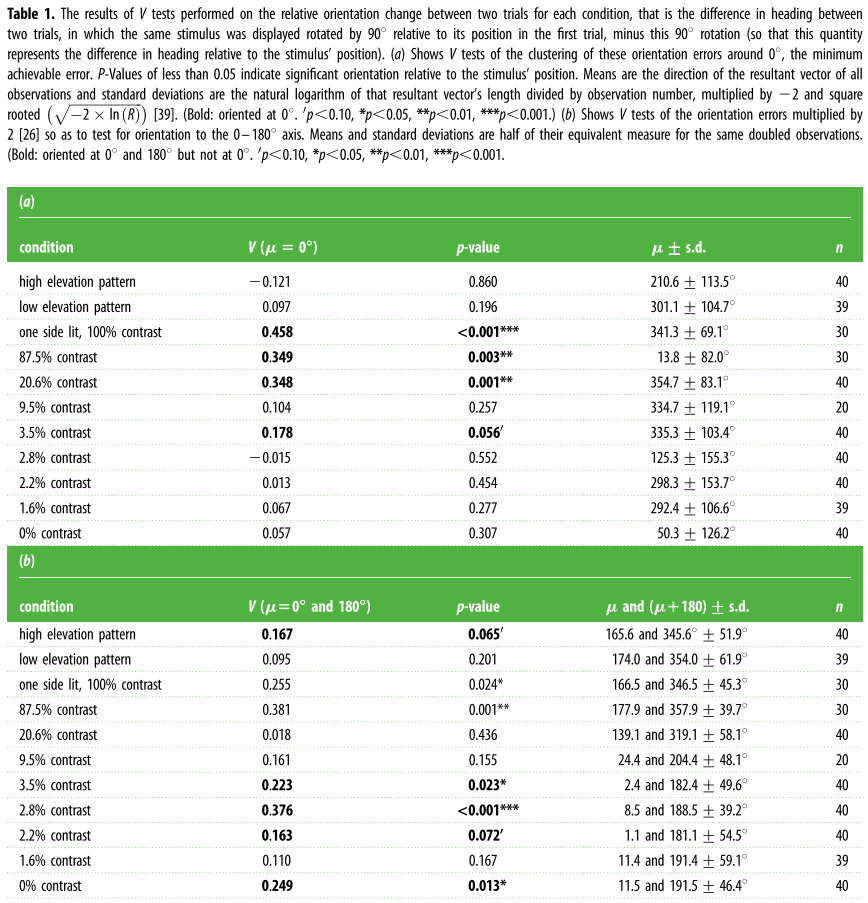 Table 1. The results of V tests performed on the relative orientation change between two trials for each condition, that is the difference in heading between
two trials, in which the same stimulus was displayed rotated by 90° relative to its position in the first trial, minus this 90° rotation (so that this quantity
represents the difference in heading relative to the stimulus' position). (a) Shows V tests of the clustering of these orientation errors around 0°, the minimum
achievable error. P-Values of less than 0.05 indicate significant orientation relative to the stimulus' position. Means are the direction of the resultant vector of all
observations and standard deviations are the natural logarithm of that resultant vector's length divided by observation number, multiplied by −2 and square
rooted (√−2 × ln (R)) [39]. (Bold: oriented at 0°. ′p<0.10, *p<0.05, **p<0.01, ***p<0.001.) (b) Shows V tests of the orientation errors multiplied by
2 [26] so as to test for orientation to the 0–180° axis. Means and standard deviations are half of their equivalent measure for the same doubled observations.
(Bold: oriented at 0° and 180° but not at 0°. ′p<0.10, *p<0.05, **p<0.01, ***p<0.001.
(a)
condition V (μ = 0°) p-value μ ± s.d. n
high elevation pattern −0.121 0.860 210.6 ± 113.5° 40
low elevation pattern 0.097 0.196 301.1 ± 104.7° 39
one side lit, 100% contrast 0.458 <0.001*** 341.3 ± 69.1° 30
87.5% contrast 0.349 0.003** 13.8 ± 82.0° 30
20.6% contrast 0.348 0.001** 354.7 ± 83.1° 40
9.5% contrast 0.104 0.257 334.7 ± 119.1° 20
3.5% contrast 0.178 0.056′ 335.3 ± 103.4° 40
2.8% contrast −0.015 0.552 125.3 ± 155.3° 40
2.2% contrast 0.013 0.454 298.3 ± 153.7° 40
1.6% contrast 0.067 0.277 292.4 ± 106.6° 39
0% contrast 0.057 0.307 50.3 ± 126.2° 40
(b)
condition V (μ=0° and 180°) p-value μ and (μ+180) ± s.d. n
high elevation pattern 0.167 0.065′ 165.6 and 345.6° ± 51.9° 40
low elevation pattern 0.095 0.201 174.0 and 354.0 ± 61.9° 39
one side lit, 100% contrast 0.255 0.024* 166.5 and 346.5 ± 45.3° 30
87.5% contrast 0.381 0.001** 177.9 and 357.9 ± 39.7° 30
20.6% contrast 0.018 0.436 139.1 and 319.1 ± 58.1° 40
9.5% contrast 0.161 0.155 24.4 and 204.4 ± 48.1° 20
3.5% contrast 0.223 0.023* 2.4 and 182.4 ± 49.6° 40
2.8% contrast 0.376 <0.001*** 8.5 and 188.5 ± 39.2° 40
2.2% contrast 0.163 0.072′ 1.1 and 181.1 ± 54.5° 40
1.6% contrast 0.110 0.167 11.4 and 191.4 ± 59.1° 39
0% contrast 0.249 0.013* 11.5 and 191.5 ± 46.4° 40